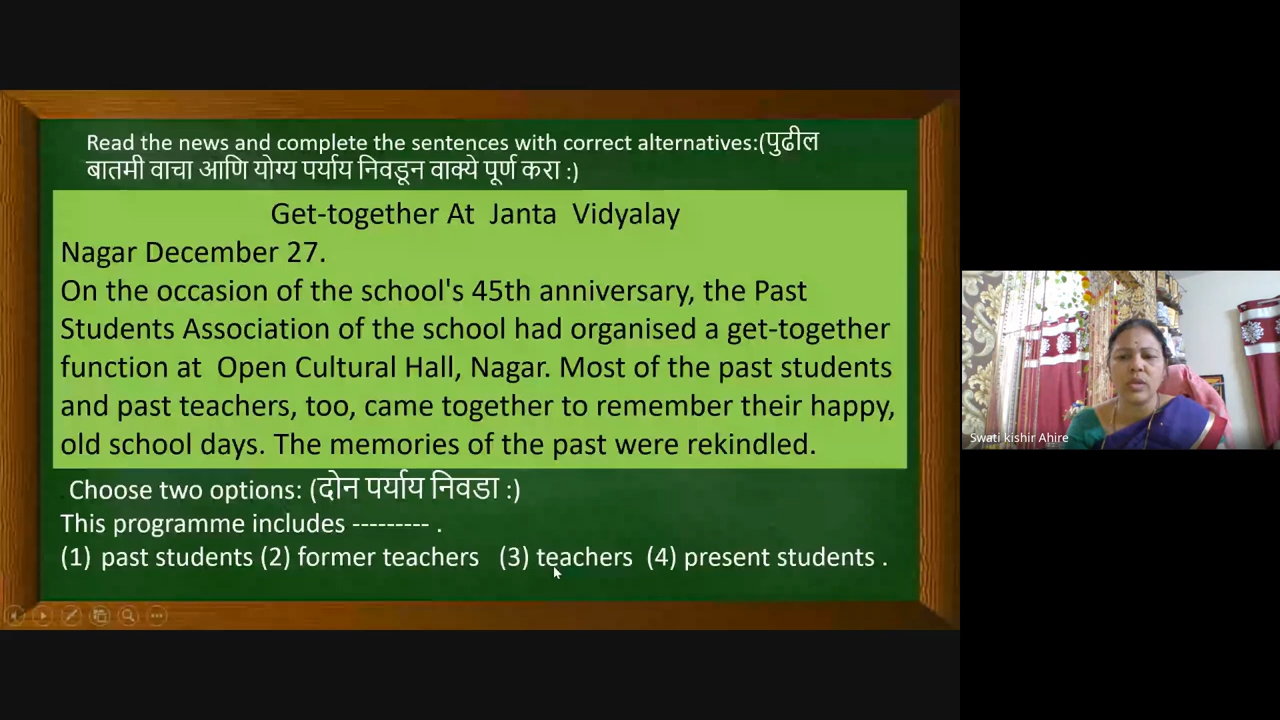 Read the news and complete the sentences with correct alternatives:(पुढील
बातमी वाचा आणि योग्य पर्याय निवडून वाक्ये पूर्ण करा :)
Get-together At Janta Vidyalay
Nagar December 27.
On the occasion of the school's 45th anniversary, the Past
Students Association of the school had organised a get-together
function at Open Cultural Hall, Nagar. Most of the past students
and past teachers, too, came together to remember their happy,
old school days. The memories of the past were rekindled.
Choose two options: (दोन पर्याय निवडा :)
This programme includes --------- .
(1) past students (2) former teachers (3) teachers (4) present students .
Swati kishir Ahire